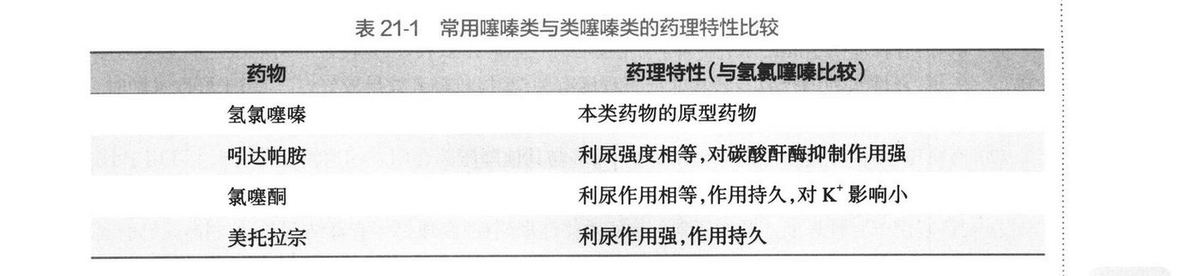 表 21-1 常用噻嗪类与类噻嗪类的药理特性比较
药物 药理特性(与氢氯噻嗪比较)
氢氯噻嗪 本类药物的原型药物
吲达帕胺 利尿强度相等,对碳酸酐酶抑制作用强
氯噻酮 利尿作用相等,作用持久,对 K⁺ 影响小
美托拉宗 利尿作用强,作用持久